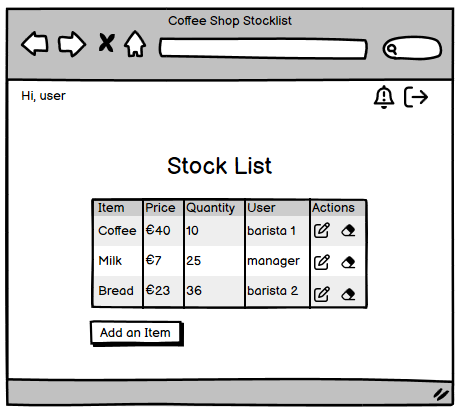 Coffee Shop Stocklist
Hi, user
Stock List
Item Price Quantity User Actions
Coffee €40 10 barista 1
Milk €7 25 manager
Bread €23 36 barista 2
Add an Item